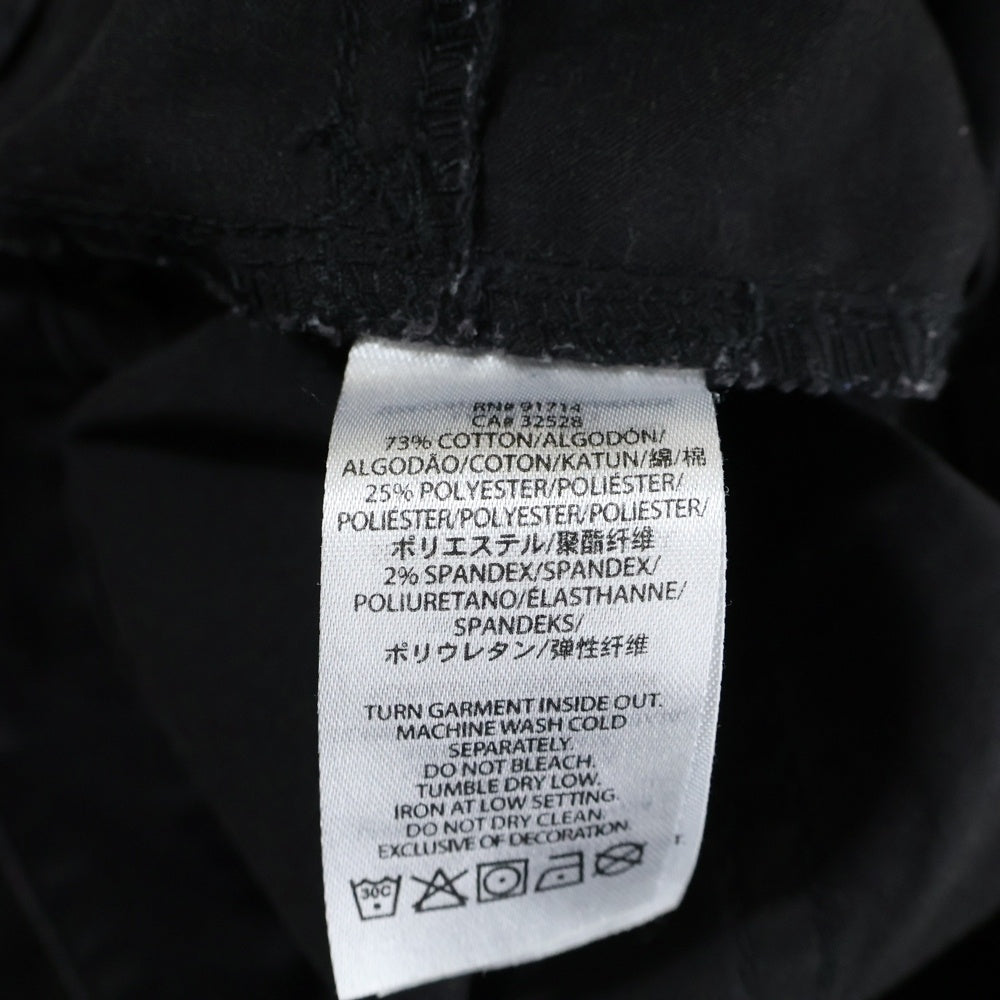 RN# 91714
CA# 32528
73% COTTON/ALGODÓN/
ALGODÃO/COTON/KATUN/綿/棉
25% POLYESTER/POLIÉSTER/
POLIÉSTER/POLYESTER/POLIESTER/
ポリエステル/聚酯纤维
2% SPANDEX/SPANDEX/
POLIURETANO/ÉLASTHANNE/
SPANDEKS/
ポリウレタン/弹性纤维
TURN GARMENT INSIDE OUT.
MACHINE WASH COLD
SEPARATELY.
DO NOT BLEACH.
TUMBLE DRY LOW.
IRON AT LOW SETTING.
DO NOT DRY CLEAN.
EXCLUSIVE OF DECORATION.
30C